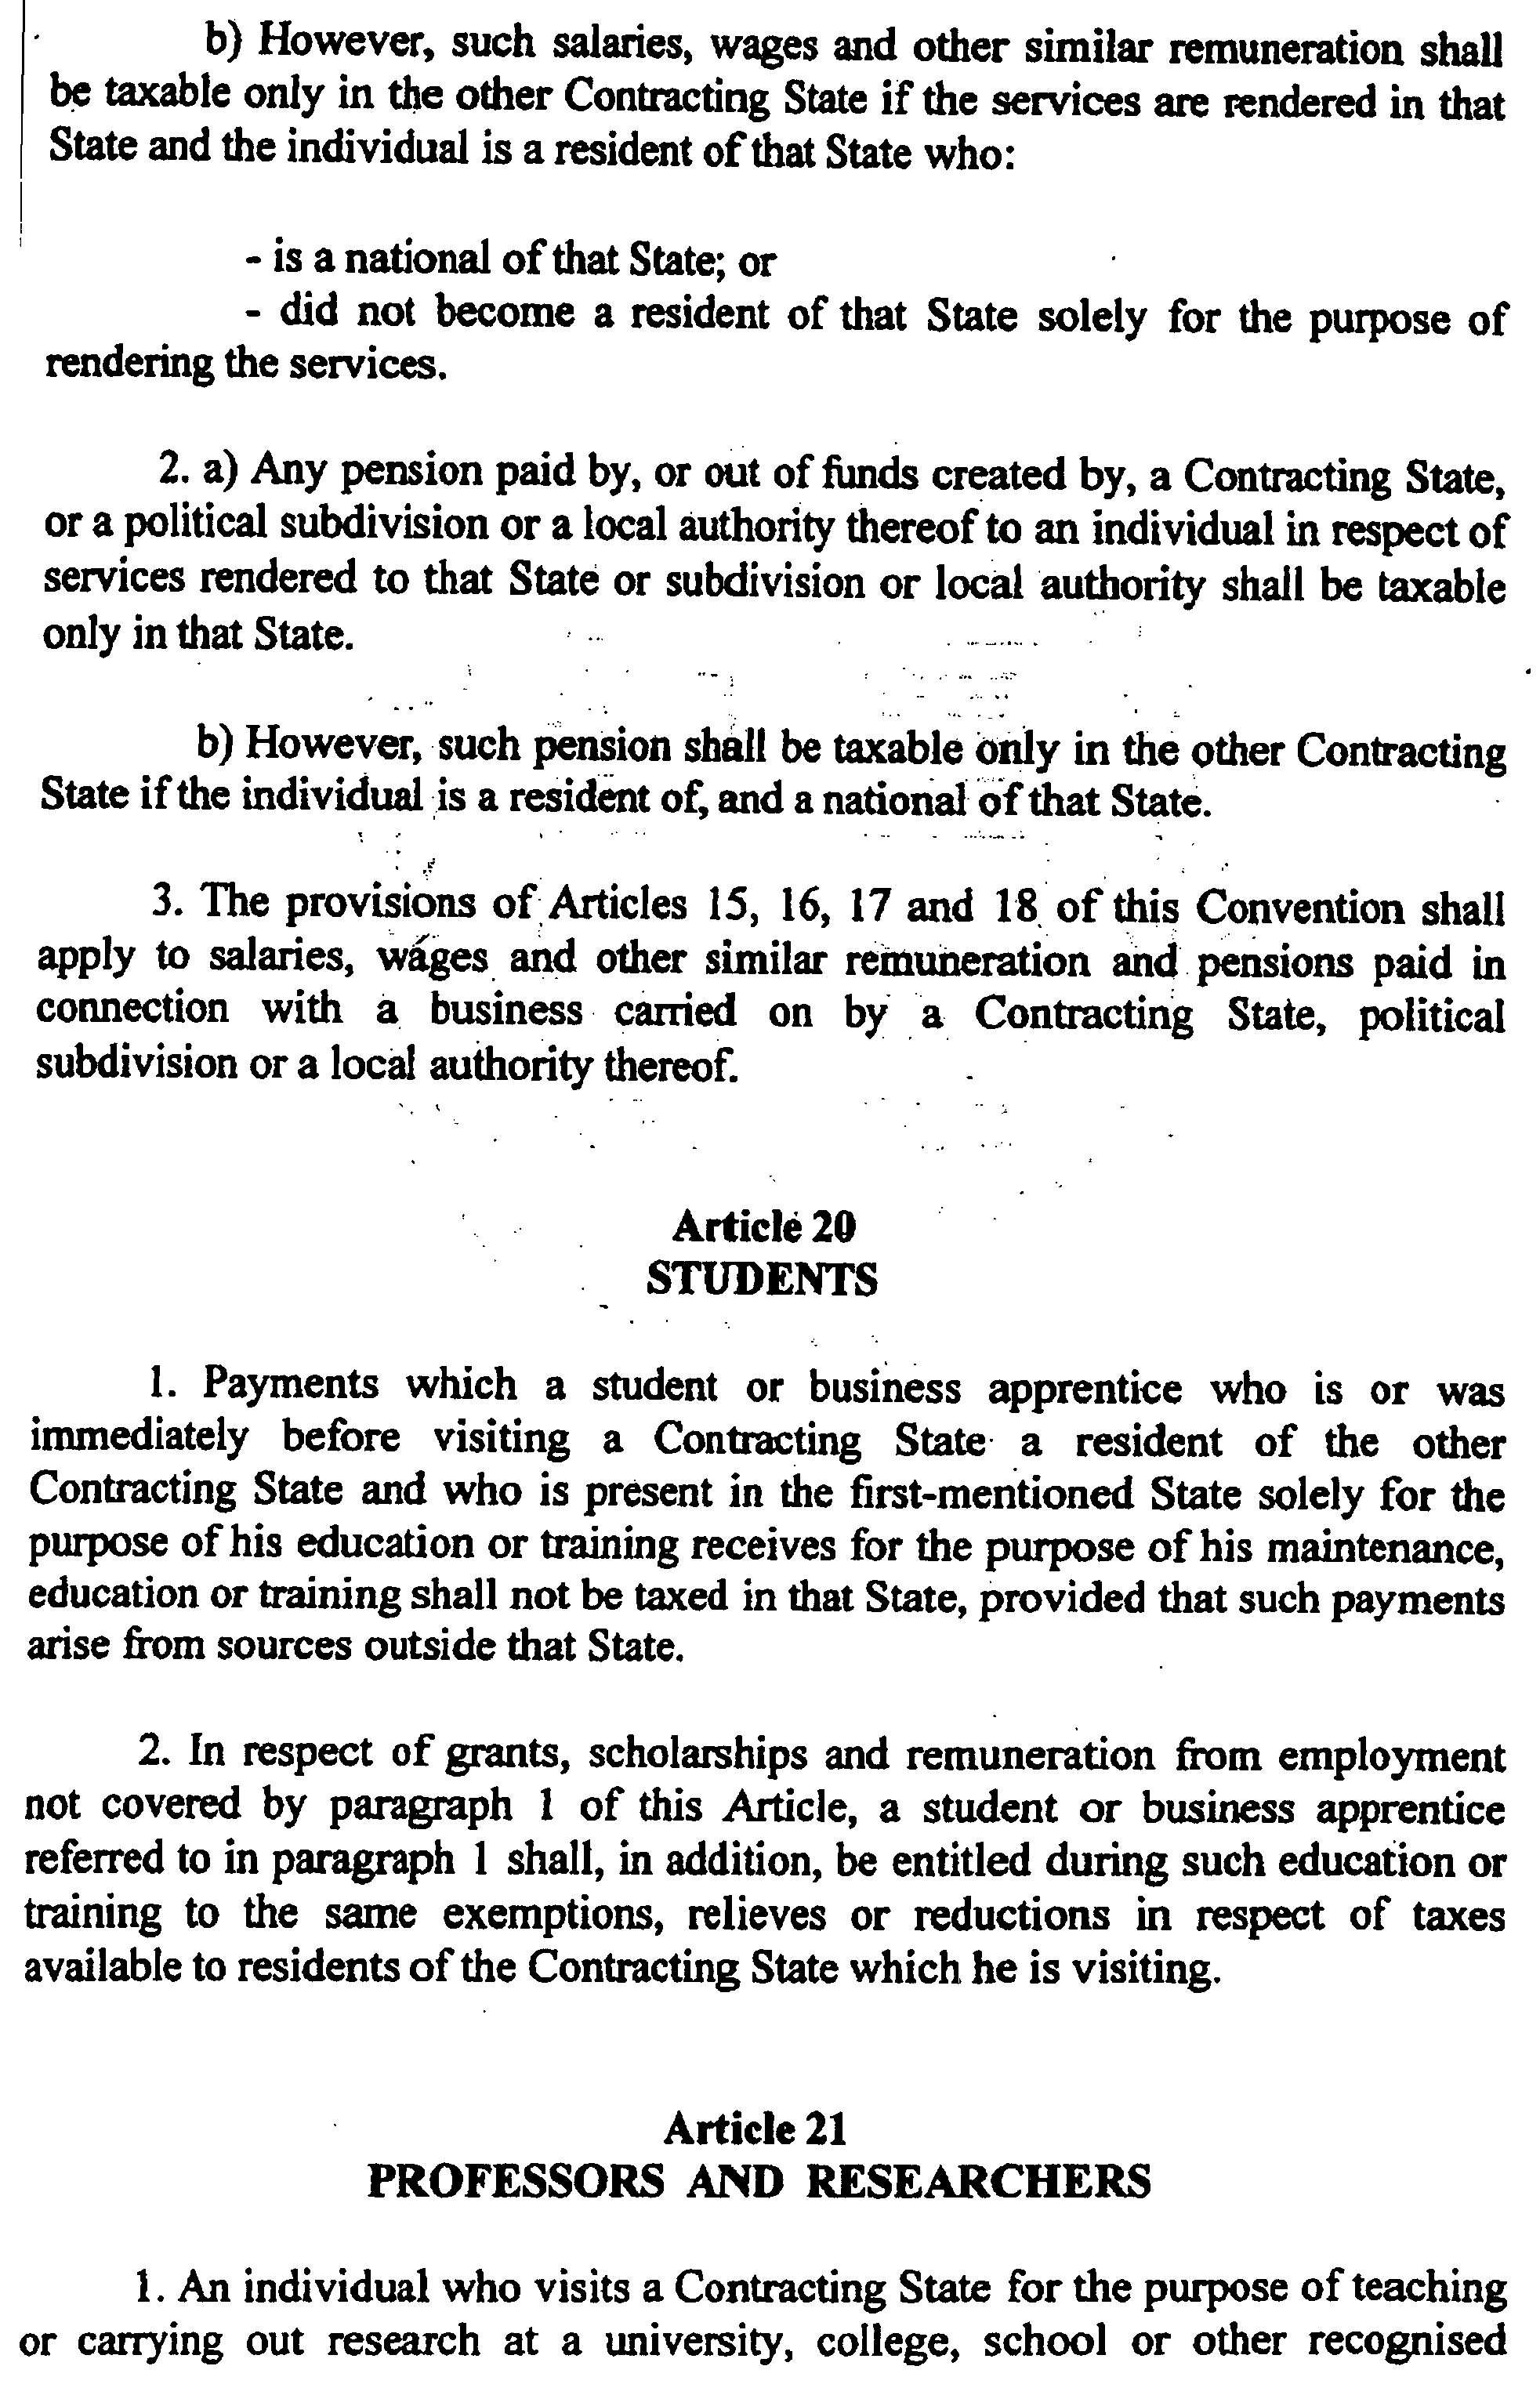 b) However, such salaries, wages and other similar remuneration shall
be taxable only in the other Contracting State if the services are rendered in that
State and the individual is a resident of that State who:
- is a national of that State; or
- did not become a resident of that State solely for the purpose of
rendering the services.
2. a) Any pension paid by, or out of funds created by, a Contracting State,
or a political subdivision or a local authority thereof to an individual in respect of
services rendered to that State or subdivision or local authority shall be taxable
only in that State.
b) However, such pension shall be taxable only in the other Contracting
State if the individual is a resident of, and a national of that State.
3. The provisions of Articles 15, 16, 17 and 18 of this Convention shall
apply to salaries, wages and other similar remuneration and pensions paid in
connection with a business carried on by a Contracting State, political
subdivision or a local authority thereof.
Article 20
STUDENTS
1. Payments which a student or business apprentice who is or was
immediately before visiting a Contracting State a resident of the other
Contracting State and who is present in the first-mentioned State solely for the
purpose of his education or training receives for the purpose of his maintenance,
education or training shall not be taxed in that State, provided that such payments
arise from sources outside that State.
2. In respect of grants, scholarships and remuneration from employment
not covered by paragraph 1 of this Article, a student or business apprentice
referred to in paragraph 1 shall, in addition, be entitled during such education or
training to the same exemptions, relieves or reductions in respect of taxes
available to residents of the Contracting State which he is visiting.
Article 21
PROFESSORS AND RESEARCHERS
1. An individual who visits a Contracting State for the purpose of teaching
or carrying out research at a university, college, school or other recognised